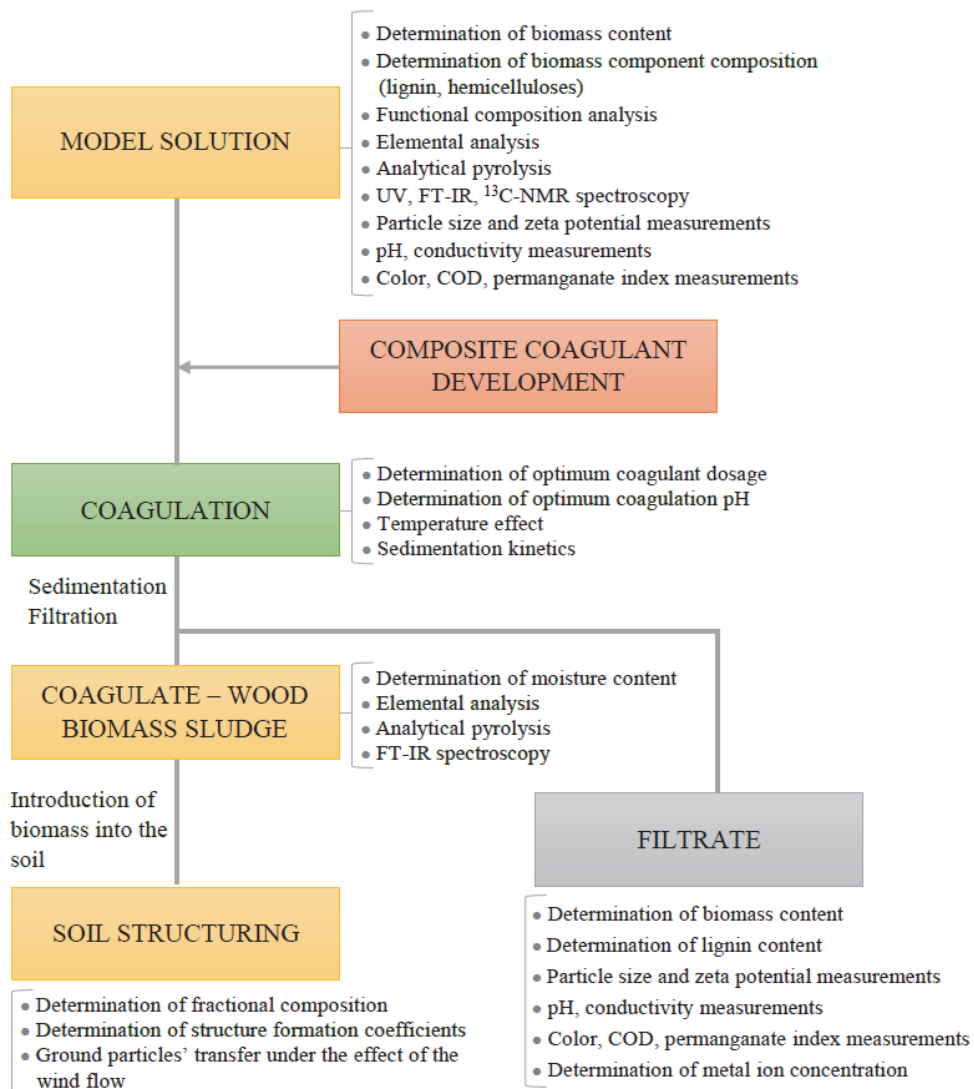 MODEL SOLUTION
• Determination of biomass content
• Determination of biomass component composition
(lignin, hemicelluloses)
• Functional composition analysis
• Elemental analysis
• Analytical pyrolysis
• UV, FT-IR, ¹³C-NMR spectroscopy
• Particle size and zeta potential measurements
• pH, conductivity measurements
• Color, COD, permanganate index measurements
COMPOSITE COAGULANT
DEVELOPMENT
COAGULATION
• Determination of optimum coagulant dosage
• Determination of optimum coagulation pH
• Temperature effect
• Sedimentation kinetics
Sedimentation
Filtration
COAGULATE – WOOD
BIOMASS SLUDGE
• Determination of moisture content
• Elemental analysis
• Analytical pyrolysis
• FT-IR spectroscopy
Introduction of
biomass into the
soil
SOIL STRUCTURING
• Determination of fractional composition
• Determination of structure formation coefficients
• Ground particles’ transfer under the effect of the
wind flow
FILTRATE
• Determination of biomass content
• Determination of lignin content
• Particle size and zeta potential measurements
• pH, conductivity measurements
• Color, COD, permanganate index measurements
• Determination of metal ion concentration